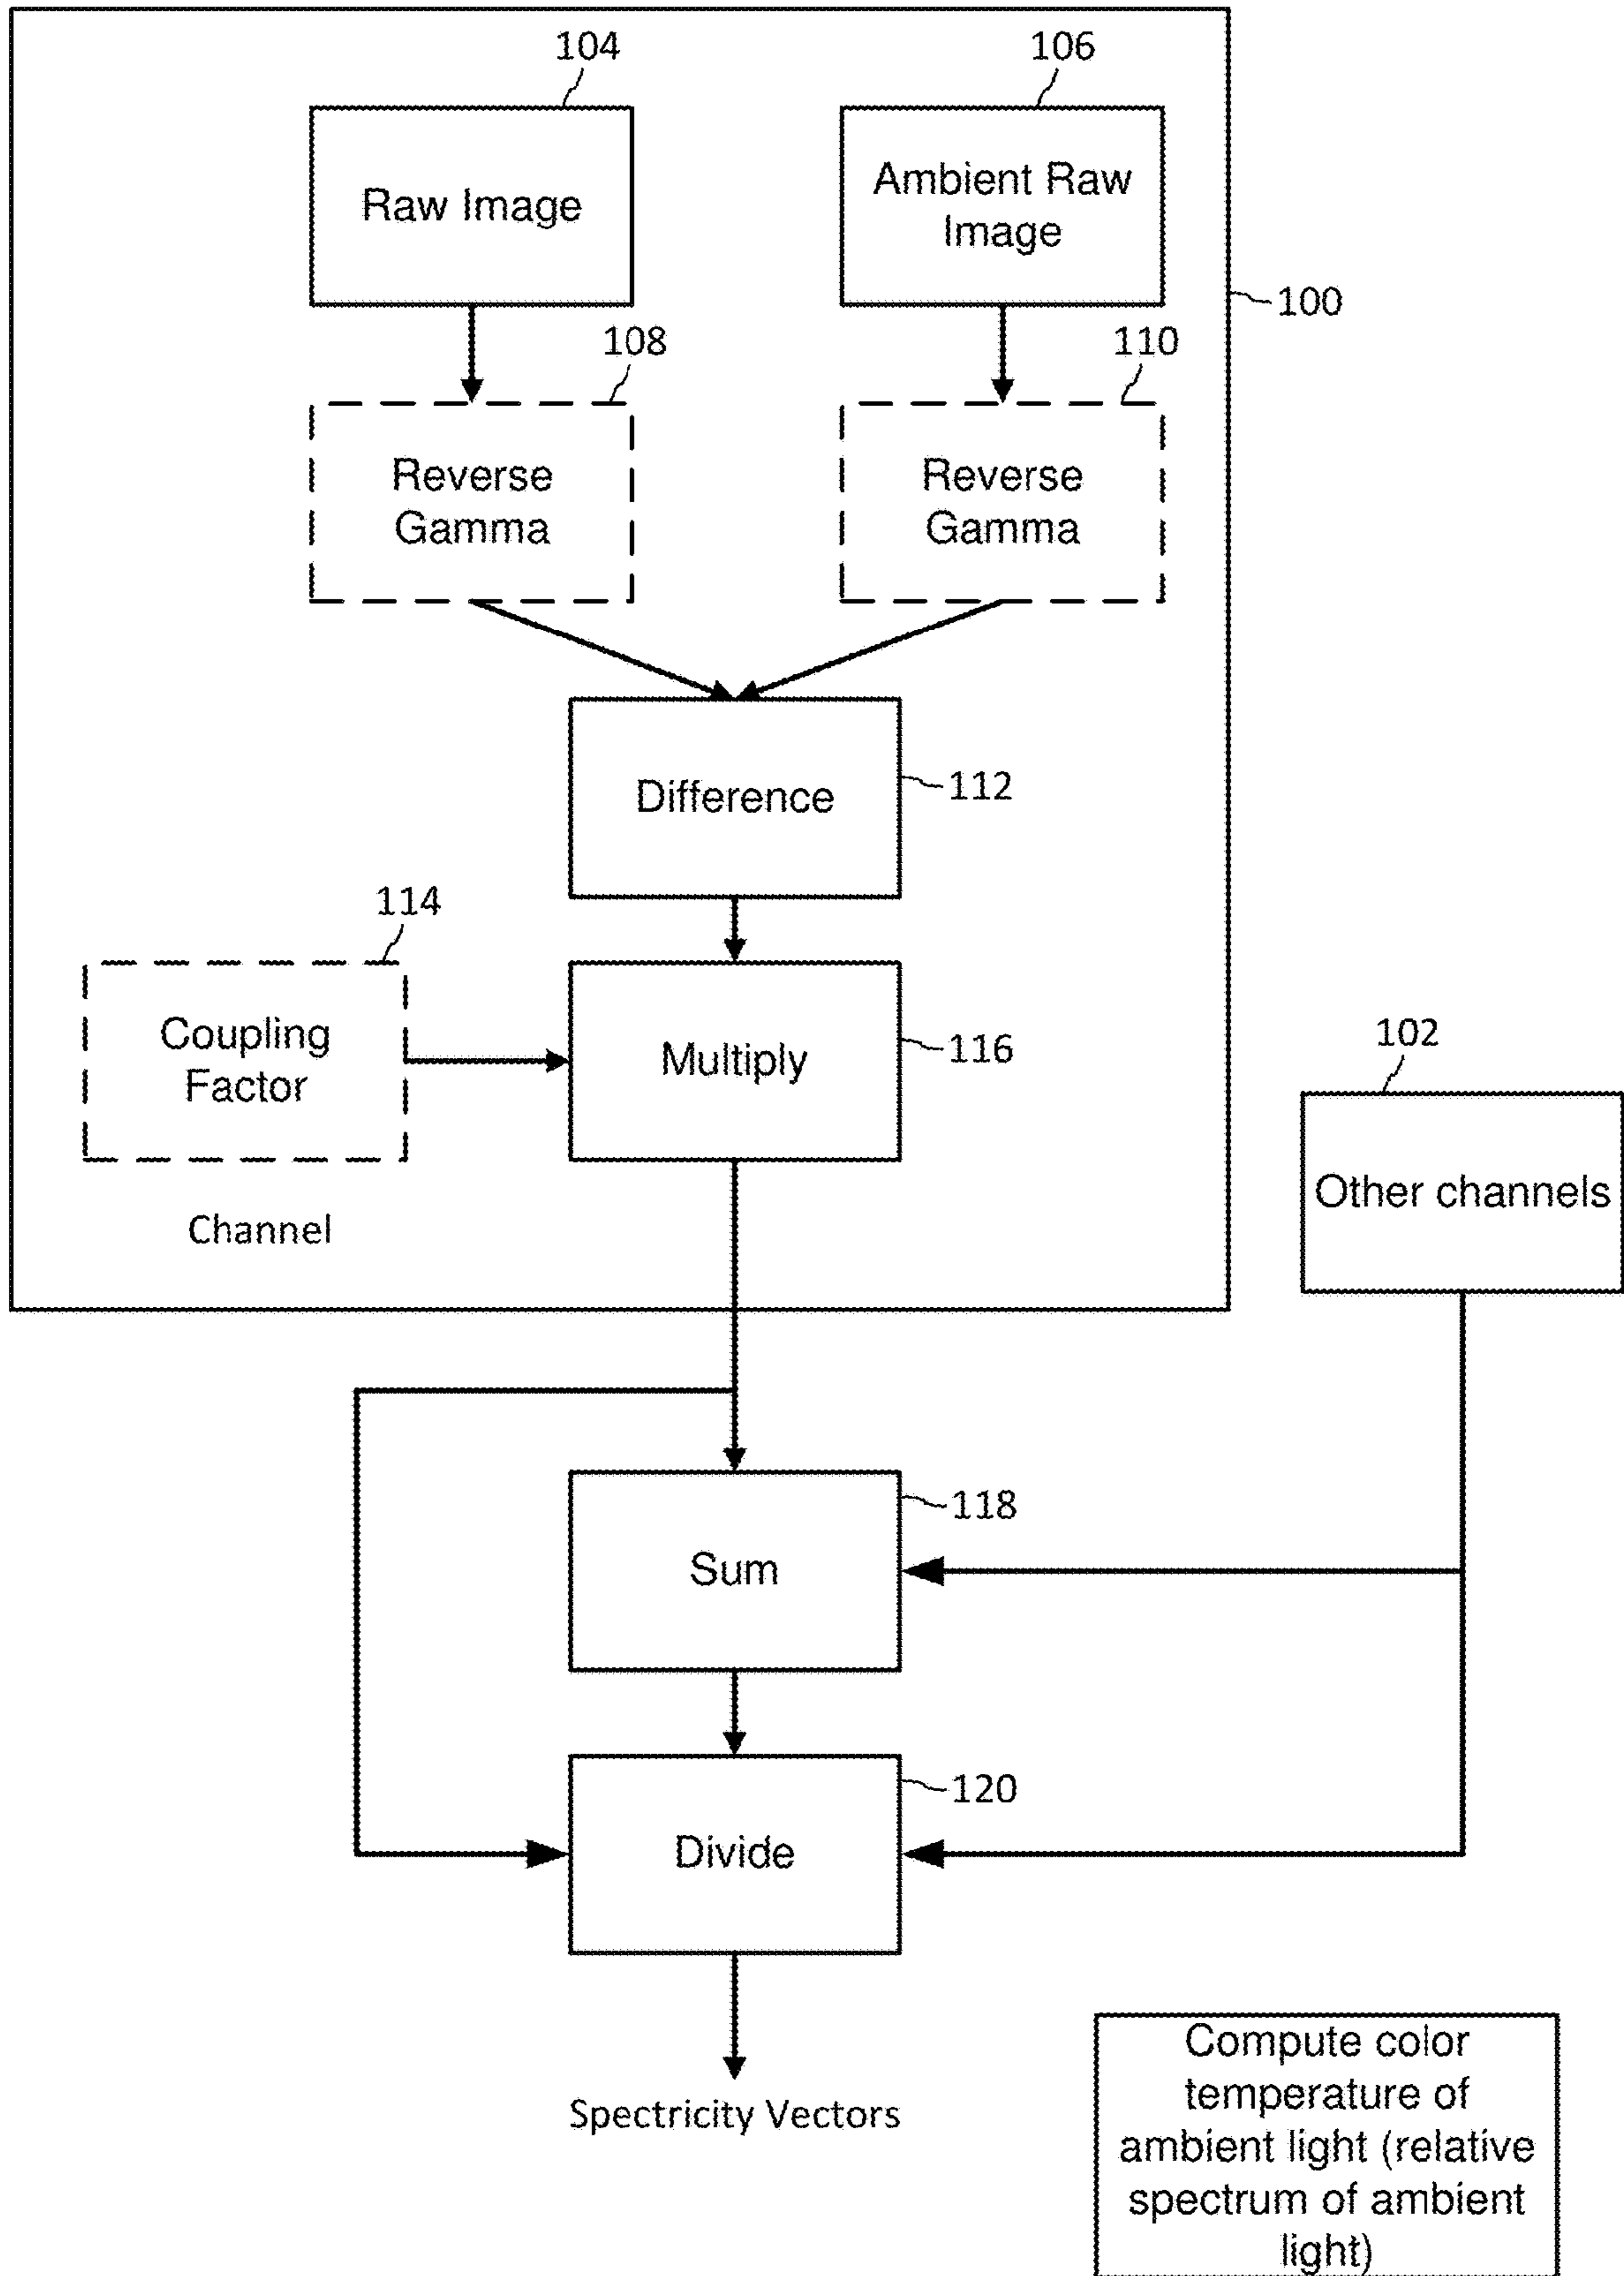 104
106
Raw Image
Ambient Raw
Image
100
108
110
Reverse
Gamma
Reverse
Gamma
Difference
112
114
Coupling
Factor
Multiply
116
102
Other channels
Channel
118
Sum
120
Divide
Spectricity Vectors
Compute color
temperature of
ambient light (relative
spectrum of ambient
light)